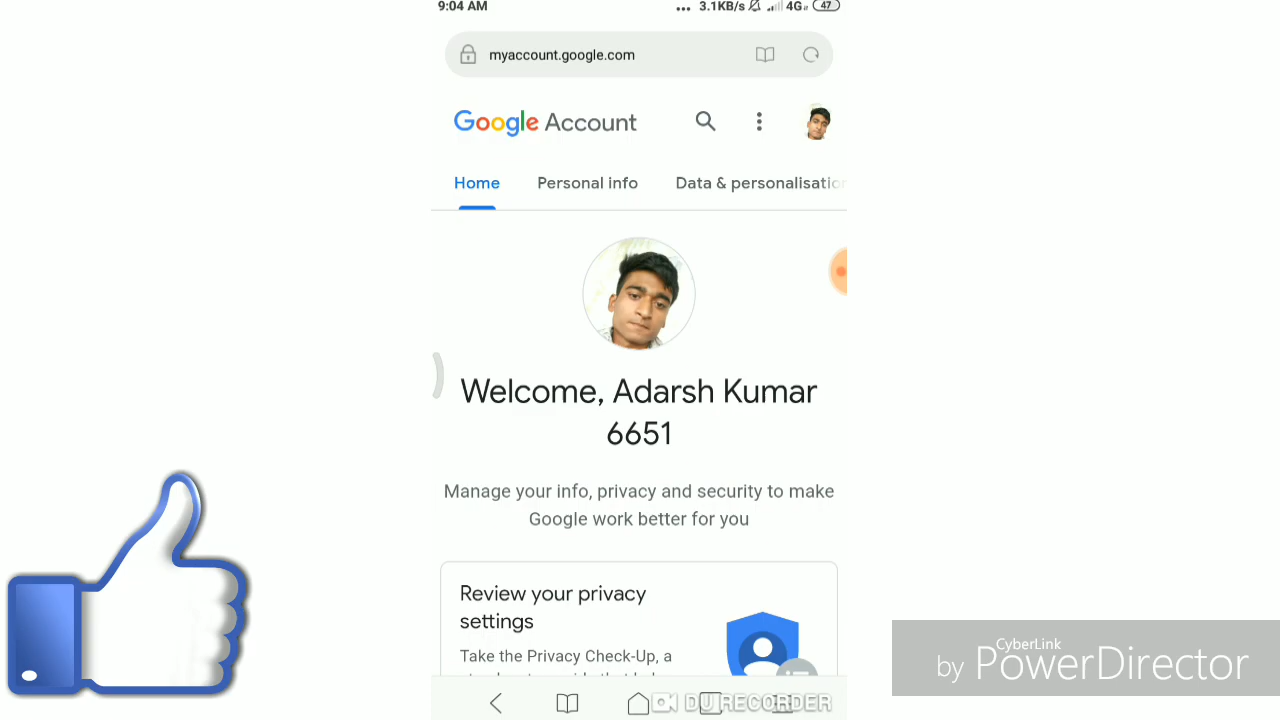 9:04 AM ... 3.1KB/s 4G 47
myaccount.google.com
Google Account
Home Personal info Data & personalisation
Welcome, Adarsh Kumar
6651
Manage your info, privacy and security to make
Google work better for you
Review your privacy
settings
Take the Privacy Check-Up, a
DU RECORDER
CyberLink
by PowerDirector